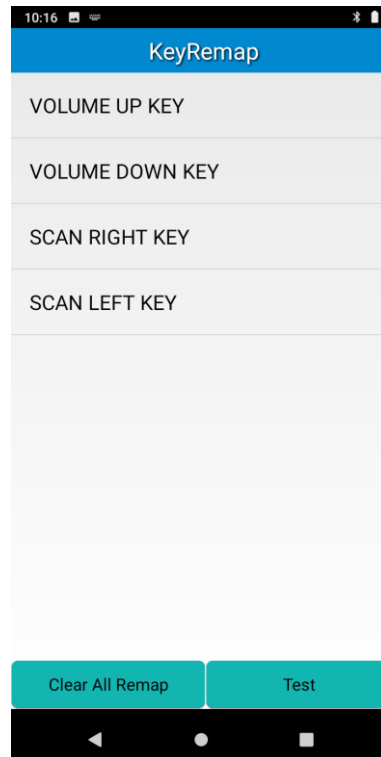 10:16
KeyRemap
VOLUME UP KEY
VOLUME DOWN KEY
SCAN RIGHT KEY
SCAN LEFT KEY
Clear All Remap Test